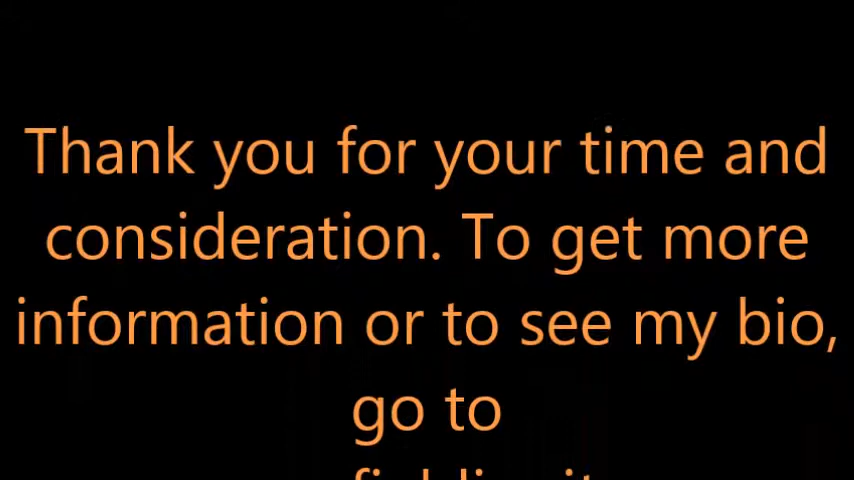 Thank you for your time and
consideration. To get more
information or to see my bio,
go to